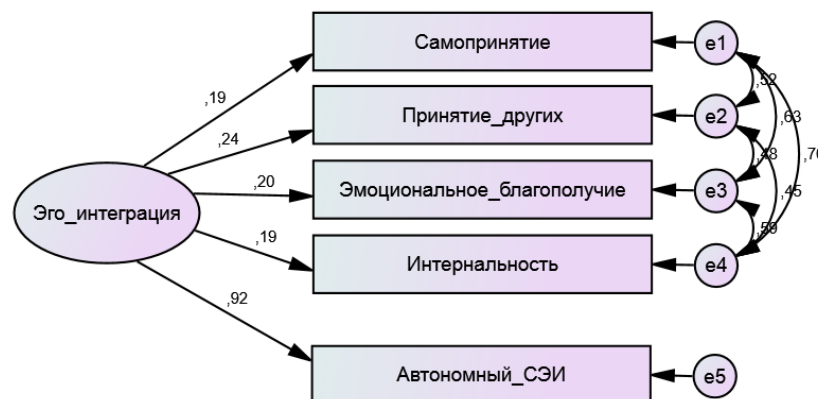 Самопринятие
e1
,19
,52
Принятие_других
e2
,24
,63
Эмоциональное_благополучие
e3
,20
,48
,70
Эго_интеграция
,45
,19
,59
Интернальность
e4
,92
Автономный_СЭИ
e5